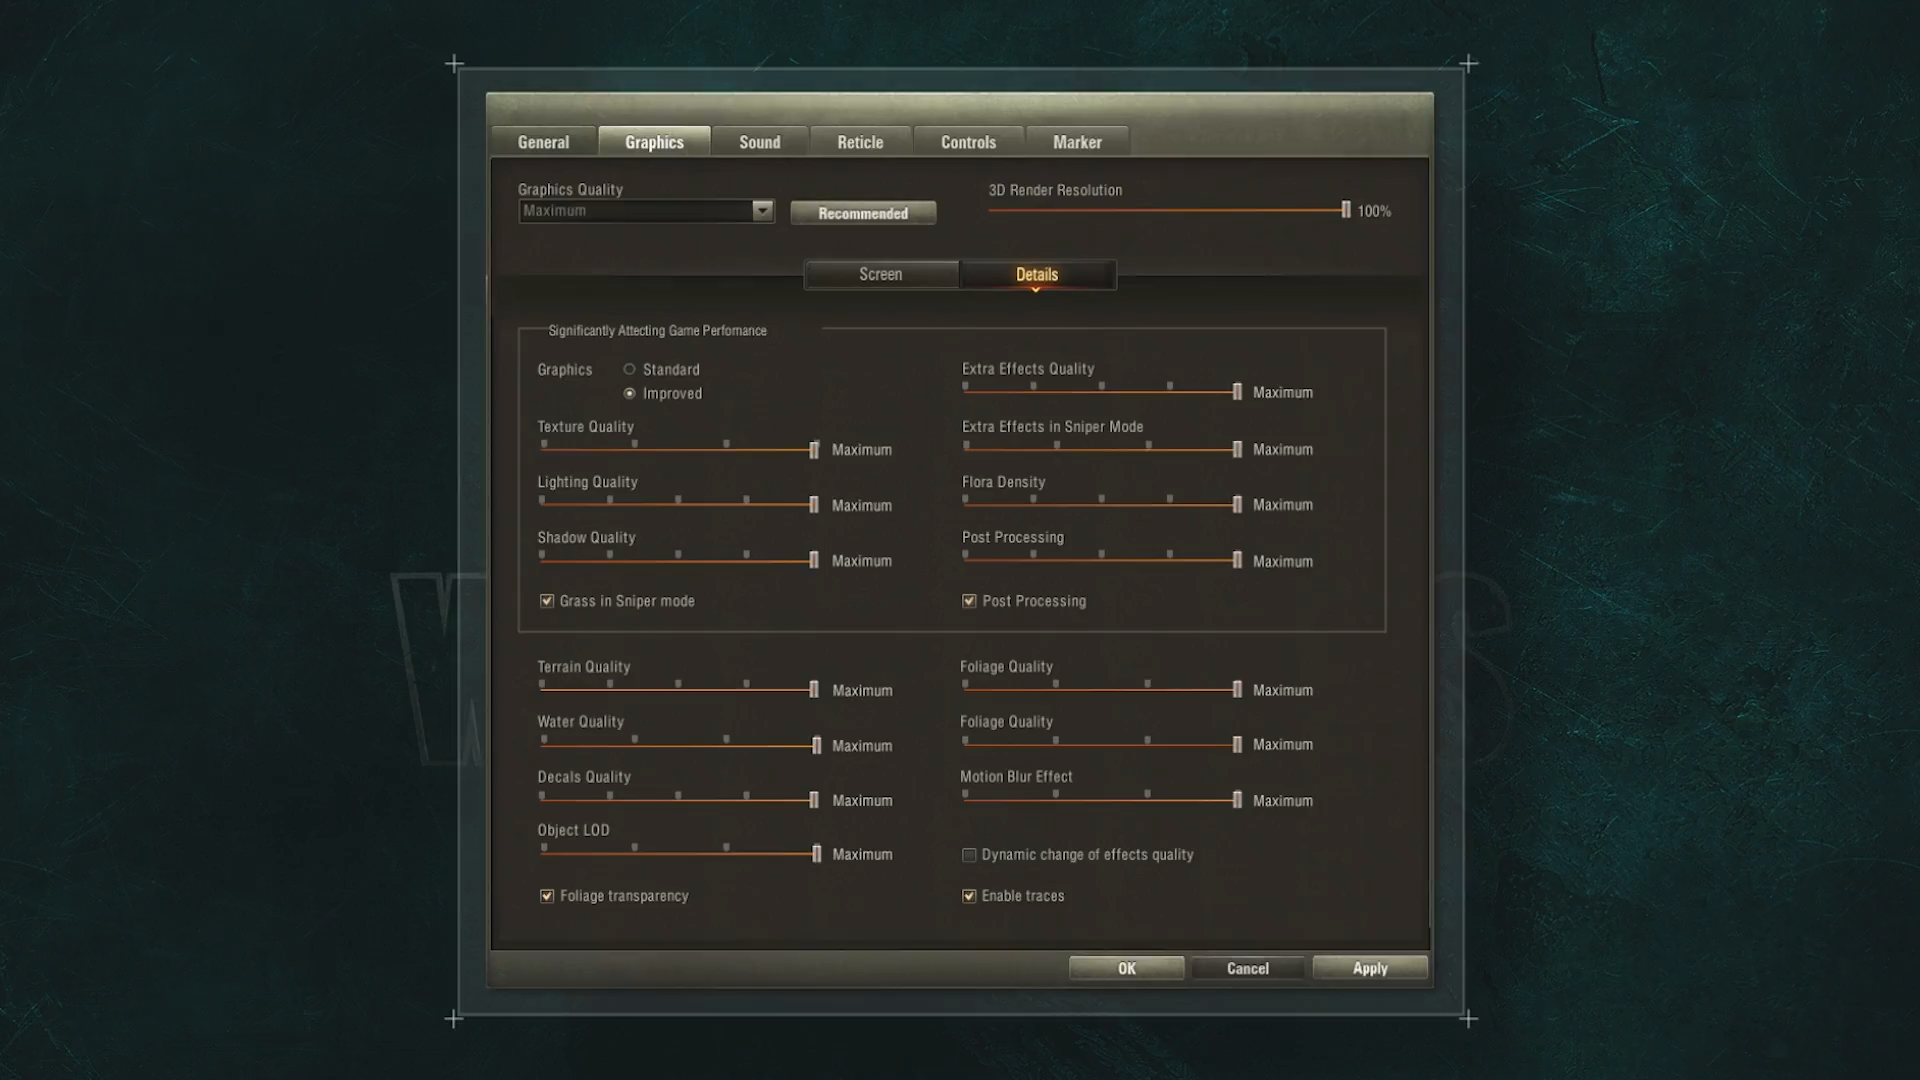 General Graphics Sound Reticle Controls Marker
Graphics Quality
Maximum
Recommended
3D Render Resolution
100%
Screen Details
Significantly Attecting Game Perfomance
Graphics
Standard
Improved
Extra Effects Quality
Maximum
Texture Quality
Maximum
Extra Effects in Sniper Mode
Maximum
Lighting Quality
Maximum
Flora Density
Maximum
Shadow Quality
Maximum
Post Processing
Maximum
Grass in Sniper mode
Post Processing
Terrain Quality
Maximum
Foliage Quality
Maximum
Water Quality
Maximum
Foliage Quality
Maximum
Decals Quality
Maximum
Motion Blur Effect
Maximum
Object LOD
Maximum
Dynamic change of effects quality
Foliage transparency
Enable traces
OK Cancel Apply